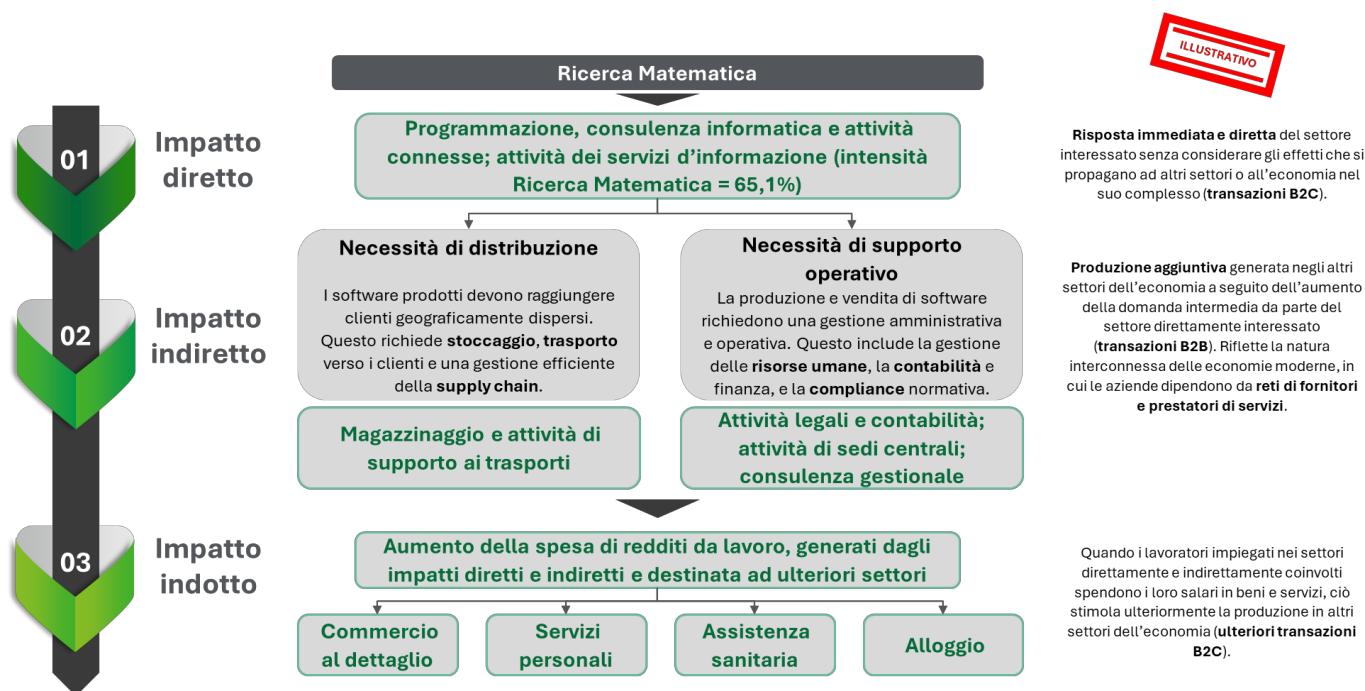 ILLUSTRATIVO
Ricerca Matematica
01
Impatto
diretto
Programmazione, consulenza informatica e attività
connesse; attività dei servizi d’informazione (intensità
Ricerca Matematica = 65,1%)
Risposta immediata e diretta del settore
interessato senza considerare gli effetti che si
propagano ad altri settori o all’economia nel
suo complesso (transazioni B2C).
02
Impatto
indiretto
Necessità di distribuzione
I software prodotti devono raggiungere
clienti geograficamente dispersi.
Questo richiede stoccaggio, trasporto
verso i clienti e una gestione efficiente
della supply chain.
Magazzinaggio e attività di
supporto ai trasporti
Necessità di supporto
operativo
La produzione e vendita di software
richiedono una gestione amministrativa
e operativa. Questo include la gestione
delle risorse umane, la contabilità e
finanza, e la compliance normativa.
Attività legali e contabilità;
attività di sedi centrali;
consulenza gestionale
Produzione aggiuntiva generata negli altri
settori dell’economia a seguito dell’aumento
della domanda intermedia da parte del
settore direttamente interessato
(transazioni B2B). Riflette la natura
interconnessa delle economie moderne, in
cui le aziende dipendono da reti di fornitori
e prestatori di servizi.
03
Impatto
indotto
Aumento della spesa di redditi da lavoro, generati dagli
impatti diretti e indiretti e destinata ad ulteriori settori
Commercio
al dettaglio
Servizi
personali
Assistenza
sanitaria
Alloggio
Quando i lavoratori impiegati nei settori
direttamente e indirettamente coinvolti
spendono i loro salari in beni e servizi, ciò
stimola ulteriormente la produzione in altri
settori dell’economia (ulteriori transazioni
B2C).